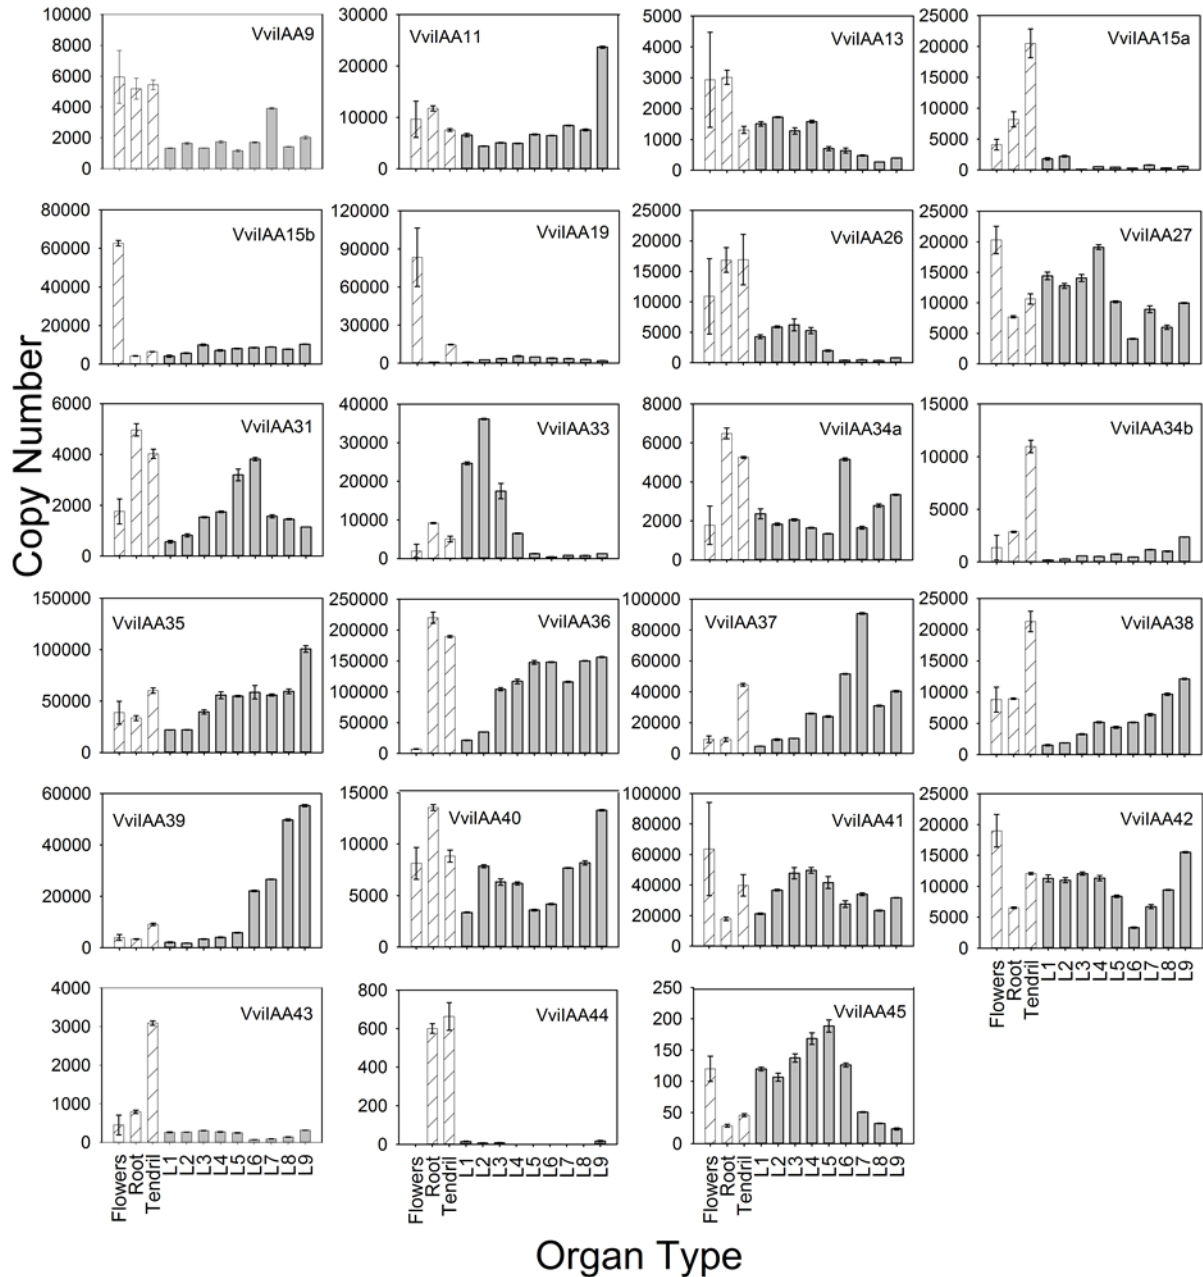 Copy Number
10000
8000
6000
4000
2000
0
VviIAA9
30000
20000
10000
0
VviIAA11
5000
4000
3000
2000
1000
0
VviIAA13
25000
20000
15000
10000
5000
0
VviIAA15a
80000
60000
40000
20000
0
VviIAA15b
120000
90000
60000
30000
0
VviIAA19
25000
20000
15000
10000
5000
0
VviIAA26
25000
20000
15000
10000
5000
0
VviIAA27
6000
4000
2000
0
VviIAA31
40000
30000
20000
10000
0
VviIAA33
8000
6000
4000
2000
0
VviIAA34a
15000
10000
5000
0
VviIAA34b
150000
100000
50000
0
VviIAA35
250000
200000
150000
100000
50000
0
VviIAA36
100000
80000
60000
40000
20000
0
VviIAA37
25000
20000
15000
10000
5000
0
VviIAA38
60000
40000
20000
0
VviIAA39
15000
10000
5000
0
VviIAA40
100000
80000
60000
40000
20000
0
VviIAA41
25000
20000
15000
10000
5000
0
VviIAA42
Flowers
Root
Tendril
L1
L2
L3
L4
L5
L6
L7
L8
L9
4000
3000
2000
1000
0
VviIAA43
Flowers
Root
Tendril
L1
L2
L3
L4
L5
L6
L7
L8
L9
800
600
400
200
0
VviIAA44
Flowers
Root
Tendril
L1
L2
L3
L4
L5
L6
L7
L8
L9
250
200
150
100
50
0
VviIAA45
Flowers
Root
Tendril
L1
L2
L3
L4
L5
L6
L7
L8
L9
Organ Type